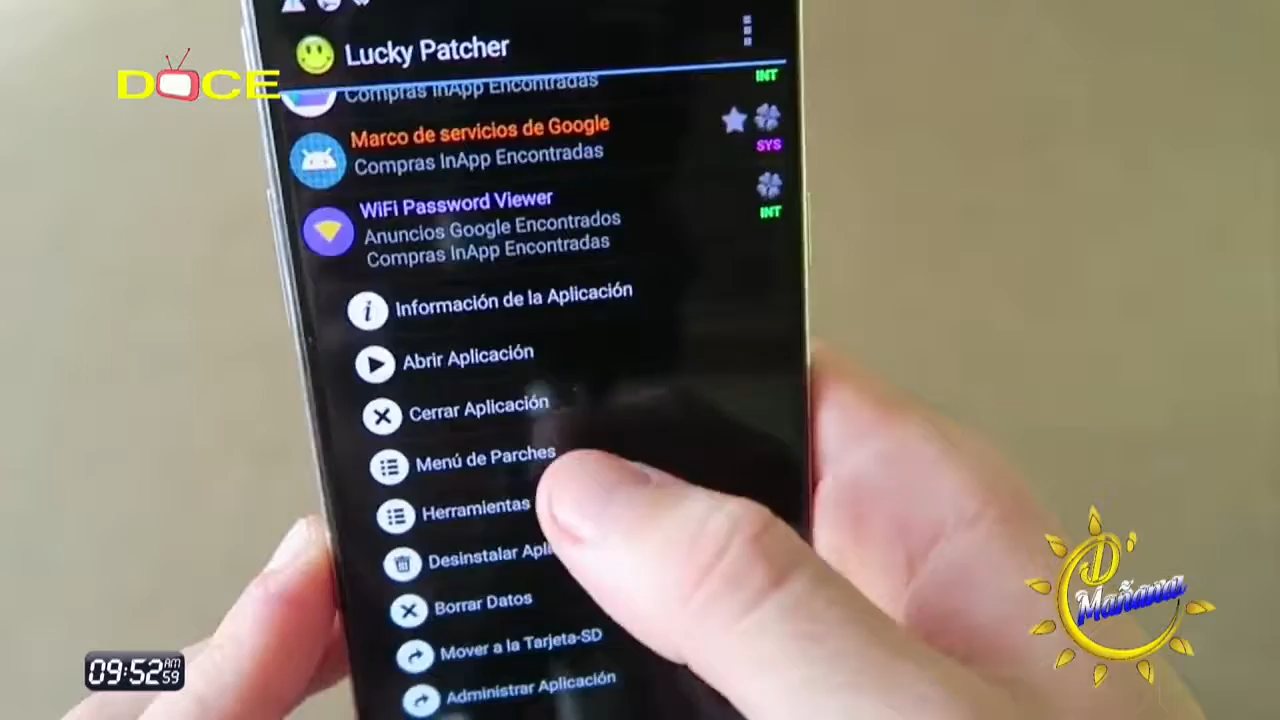 Lucky Patcher
DOCE
INT
Compras InApp Encontradas
Marco de servicios de Google
Compras InApp Encontradas
SYS
WiFi Password Viewer
Anuncios Google Encontrados
Compras InApp Encontradas
INT
Información de la Aplicación
Abrir Aplicación
Cerrar Aplicación
Menú de Parches
Herramientas
Desinstalar Apli
Borrar Datos
Mover a la Tarjeta-SD
Administrar Aplicación
D'
Mañana
09:52 AM 59